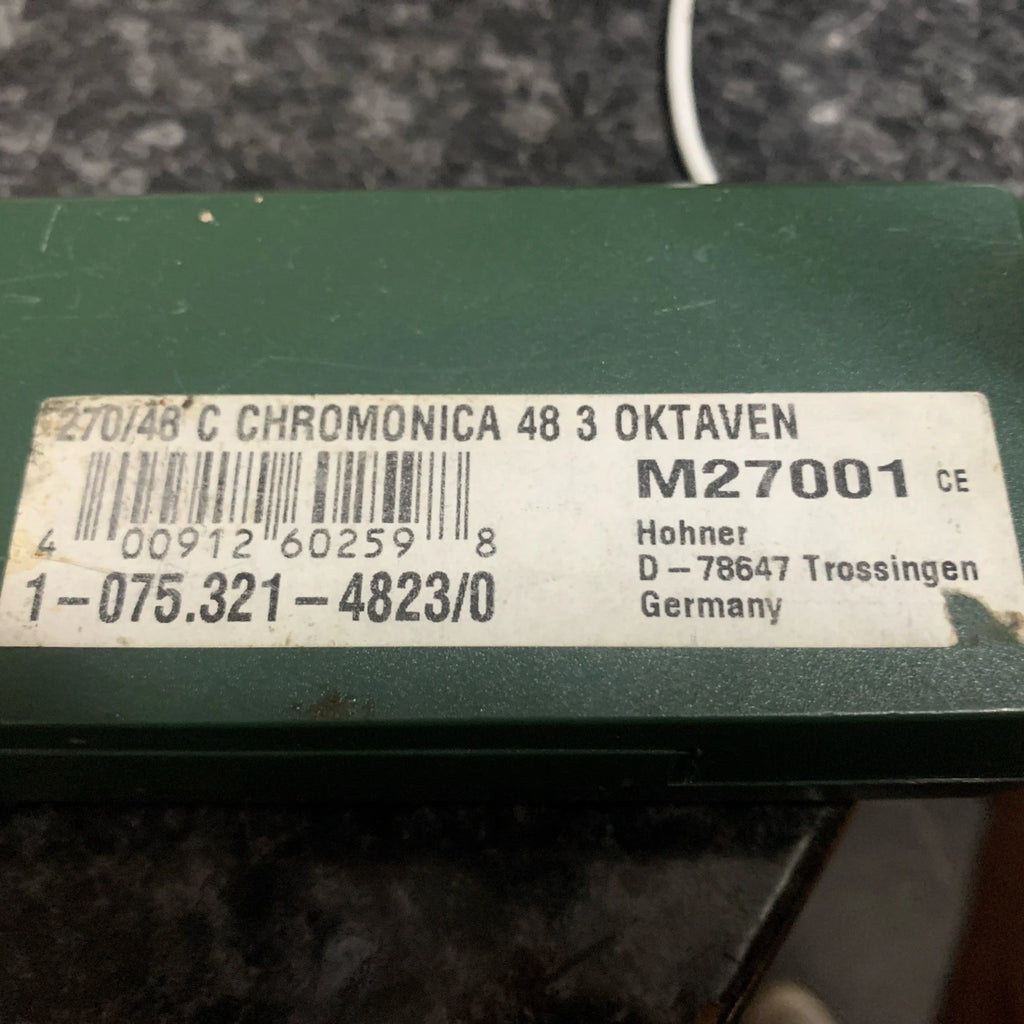 270/48 C CHROMONICA 48 3 OKTAVEN
M27001 CE
4 00912 60259 8
Hohner
D-78647 Trossingen
1-075.321-4823/0
Germany